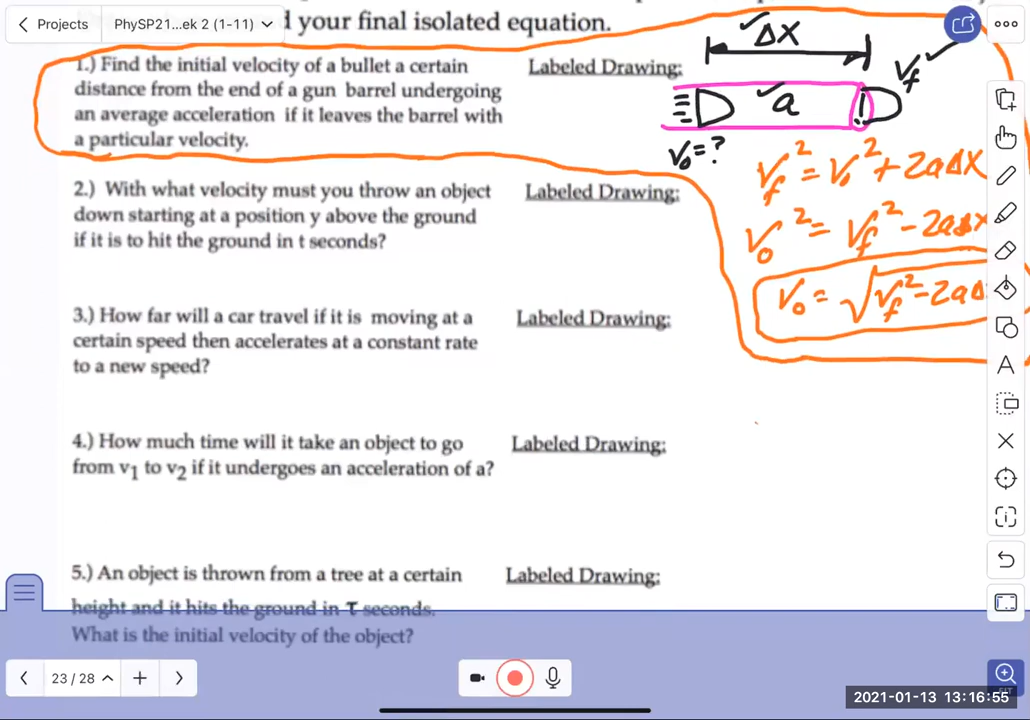 Projects
PhySP21...ek 2 (1-11)
d your final isolated equation.
1.) Find the initial velocity of a bullet a certain
distance from the end of a gun barrel undergoing
an average acceleration if it leaves the barrel with
a particular velocity.
Labeled Drawing:
Δx
Vf
a
V₀=?
Vf² = V₀² + 2aΔx
V₀² = Vf² - 2aΔx
V₀ = √Vf² - 2aΔ
2.) With what velocity must you throw an object
down starting at a position y above the ground
if it is to hit the ground in t seconds?
Labeled Drawing:
3.) How far will a car travel if it is moving at a
certain speed then accelerates at a constant rate
to a new speed?
Labeled Drawing:
4.) How much time will it take an object to go
from v₁ to v₂ if it undergoes an acceleration of a?
Labeled Drawing:
5.) An object is thrown from a tree at a certain
height and it hits the ground in τ seconds.
What is the initial velocity of the object?
Labeled Drawing:
23 / 28
2021-01-13 13:16:55